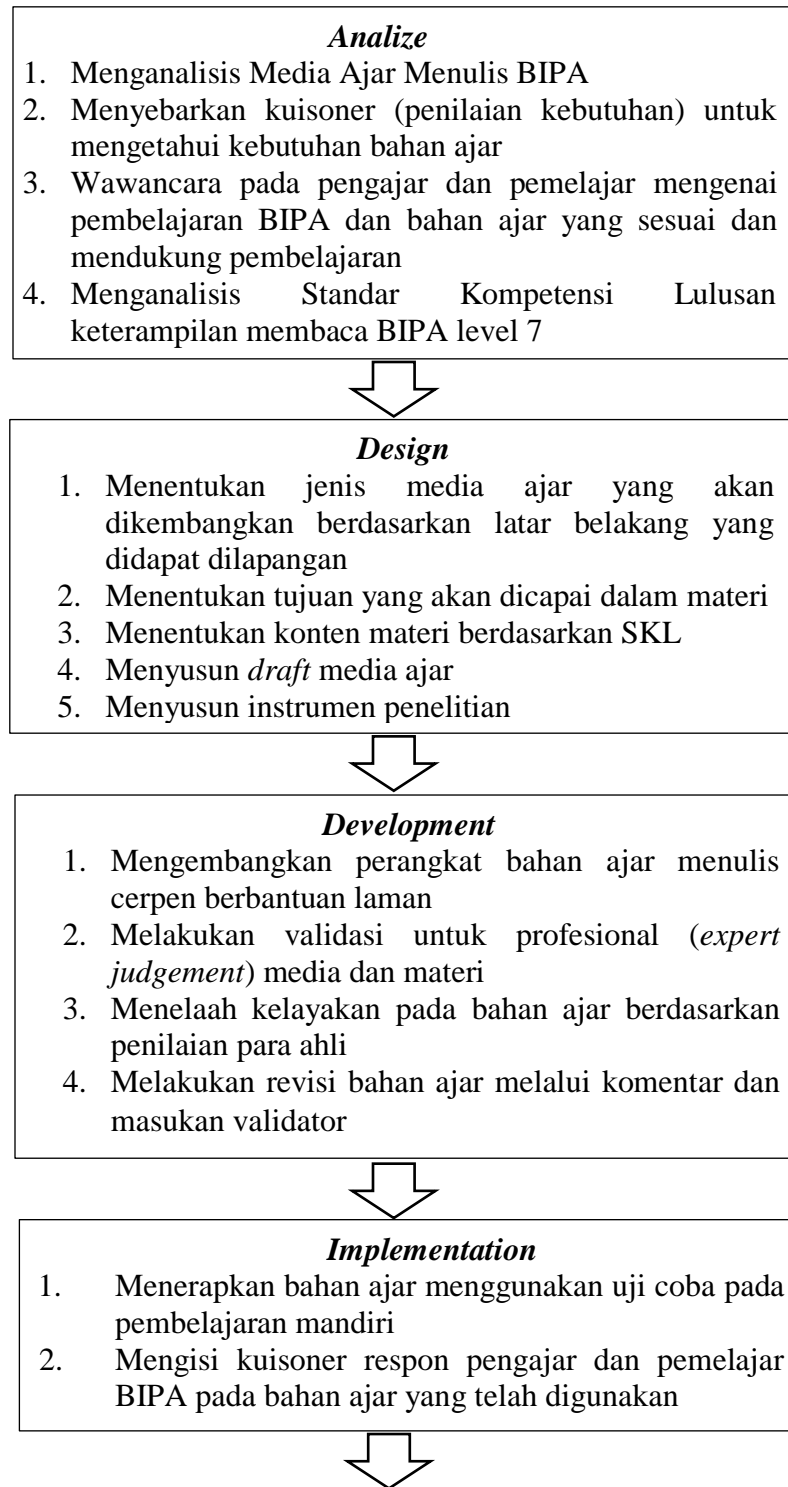 Analize
1. Menganalisis Media Ajar Menulis BIPA
2. Menyebarkan kuisoner (penilaian kebutuhan) untuk
mengetahui kebutuhan bahan ajar
3. Wawancara pada pengajar dan pemelajar mengenai
pembelajaran BIPA dan bahan ajar yang sesuai dan
mendukung pembelajaran
4. Menganalisis Standar Kompetensi Lulusan
keterampilan membaca BIPA level 7
Design
1. Menentukan jenis media ajar yang akan
dikembangkan berdasarkan latar belakang yang
didapat dilapangan
2. Menentukan tujuan yang akan dicapai dalam materi
3. Menentukan konten materi berdasarkan SKL
4. Menyusun draft media ajar
5. Menyusun instrumen penelitian
Development
1. Mengembangkan perangkat bahan ajar menulis
cerpen berbantuan laman
2. Melakukan validasi untuk profesional (expert
judgement) media dan materi
3. Menelaah kelayakan pada bahan ajar berdasarkan
penilaian para ahli
4. Melakukan revisi bahan ajar melalui komentar dan
masukan validator
Implementation
1. Menerapkan bahan ajar menggunakan uji coba pada
pembelajaran mandiri
2. Mengisi kuisoner respon pengajar dan pemelajar
BIPA pada bahan ajar yang telah digunakan